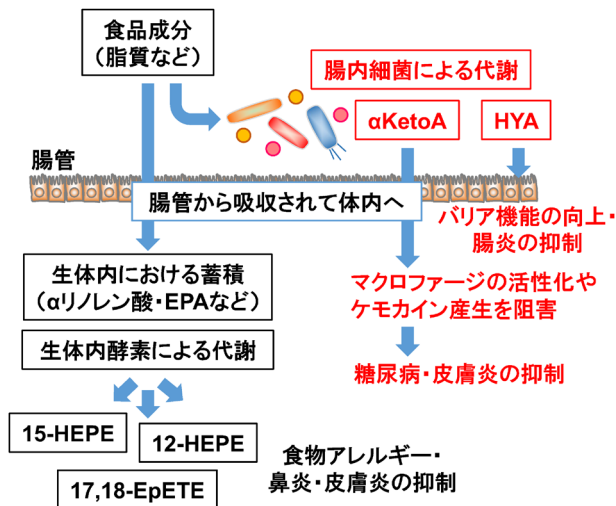 食品成分
（脂質など）
腸内細菌による代謝
αKetoA
HYA
腸管
腸管から吸収されて体内へ
バリア機能の向上・
腸炎の抑制
生体内における蓄積
（αリノレン酸・EPAなど）
マクロファージの活性化や
ケモカイン産生を阻害
生体内酵素による代謝
糖尿病・皮膚炎の抑制
15-HEPE
12-HEPE
17,18-EpETE
食物アレルギー・
鼻炎・皮膚炎の抑制